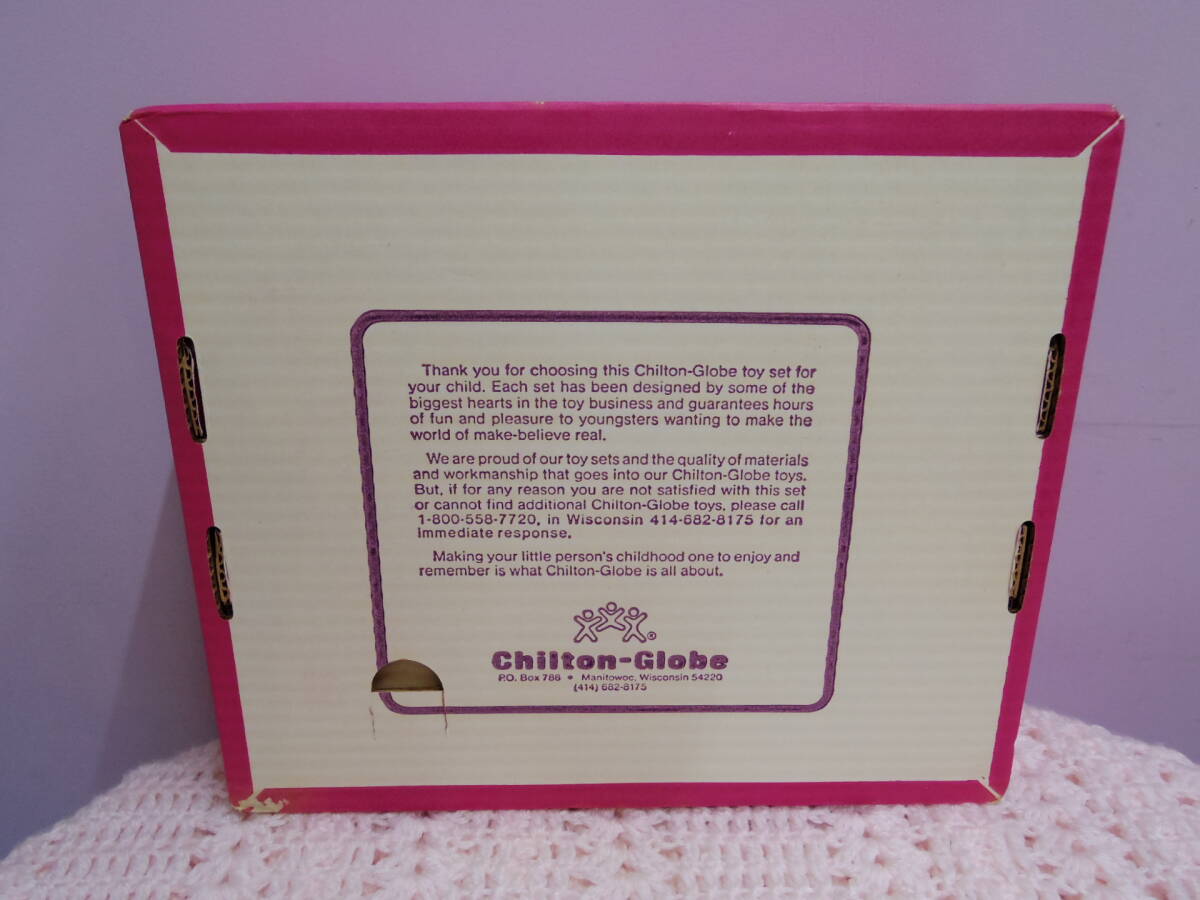 Thank you for choosing this Chilton-Globe toy set for
your child. Each set has been designed by some of the
biggest hearts in the toy business and guarantees hours
of fun and pleasure to youngsters wanting to make the
world of make-believe real.
We are proud of our toy sets and the quality of materials
and workmanship that goes into our Chilton-Globe toys.
But, if for any reason you are not satisfied with this set
or cannot find additional Chilton-Globe toys, please call
1-800-558-7720, in Wisconsin 414-682-8175 for an
immediate response.
Making your little person's childhood one to enjoy and
remember is what Chilton-Globe is all about.
®
Chilton-Globe
P.O. Box 786 • Manitowoc, Wisconsin 54220
(414) 682-8175